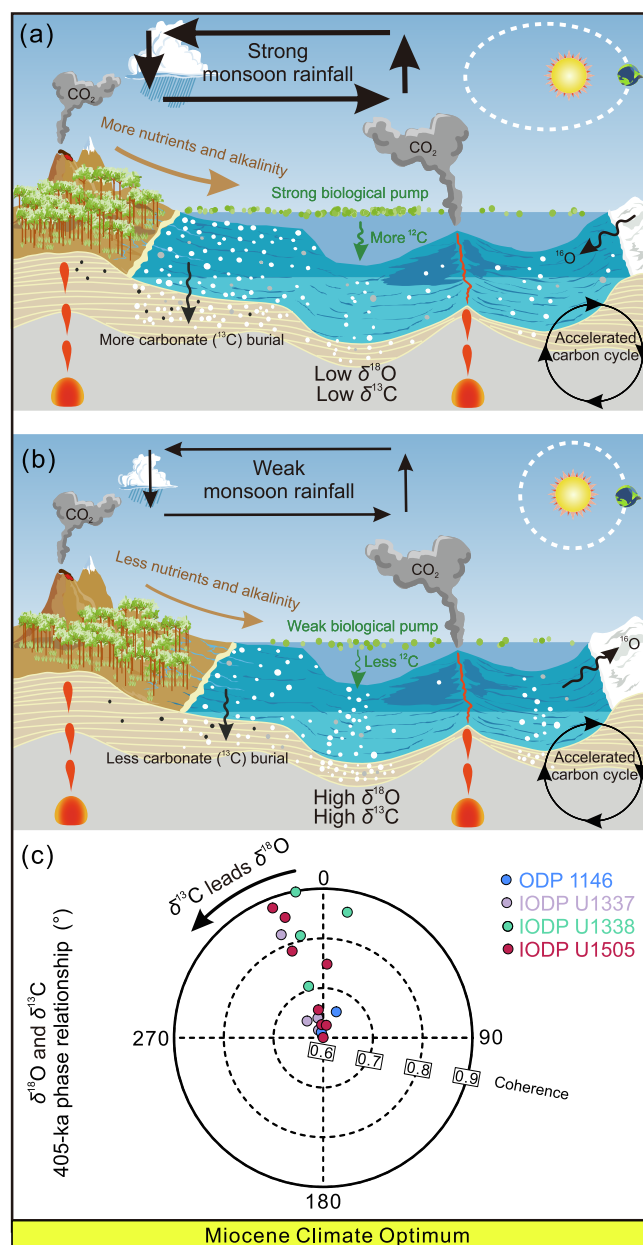 (a)
Strong
monsoon rainfall
CO₂
CO₂
More nutrients and alkalinity
Strong biological pump
More ¹²C
¹⁶O
More carbonate (¹³C) burial
Accelerated
carbon cycle
Low δ¹⁸O
Low δ¹³C
(b)
Weak
monsoon rainfall
CO₂
CO₂
Less nutrients and alkalinity
Weak biological pump
Less ¹²C
¹⁶O
Less carbonate (¹³C) burial
Accelerated
carbon cycle
High δ¹⁸O
High δ¹³C
(c)
δ¹³C leads δ¹⁸O
0
ODP 1146
IODP U1337
IODP U1338
IODP U1505
δ¹⁸O and δ¹³C
405-ka phase relationship (°)
270
90
0.6
0.7
0.8
0.9
Coherence
180
Miocene Climate Optimum